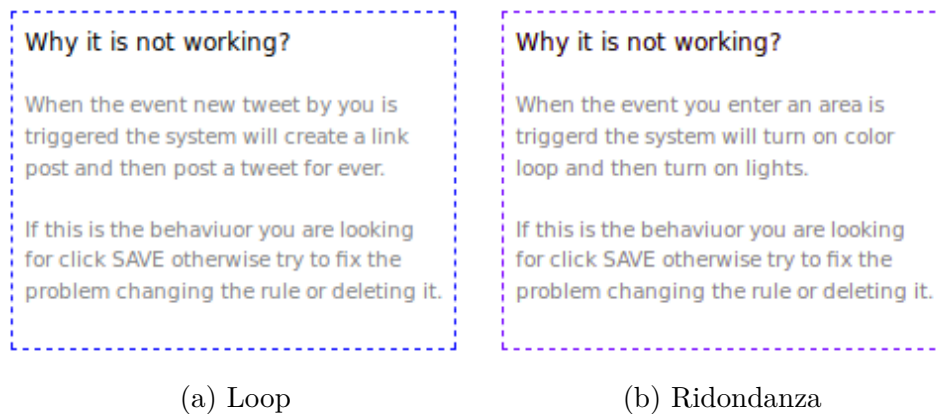 Why it is not working?
When the event new tweet by you is
triggered the system will create a link
post and then post a tweet for ever.
If this is the behaviuor you are looking
for click SAVE otherwise try to fix the
problem changing the rule or deleting it.
(a) Loop
Why it is not working?
When the event you enter an area is
triggerd the system will turn on color
loop and then turn on lights.
If this is the behaviuor you are looking
for click SAVE otherwise try to fix the
problem changing the rule or deleting it.
(b) Ridondanza